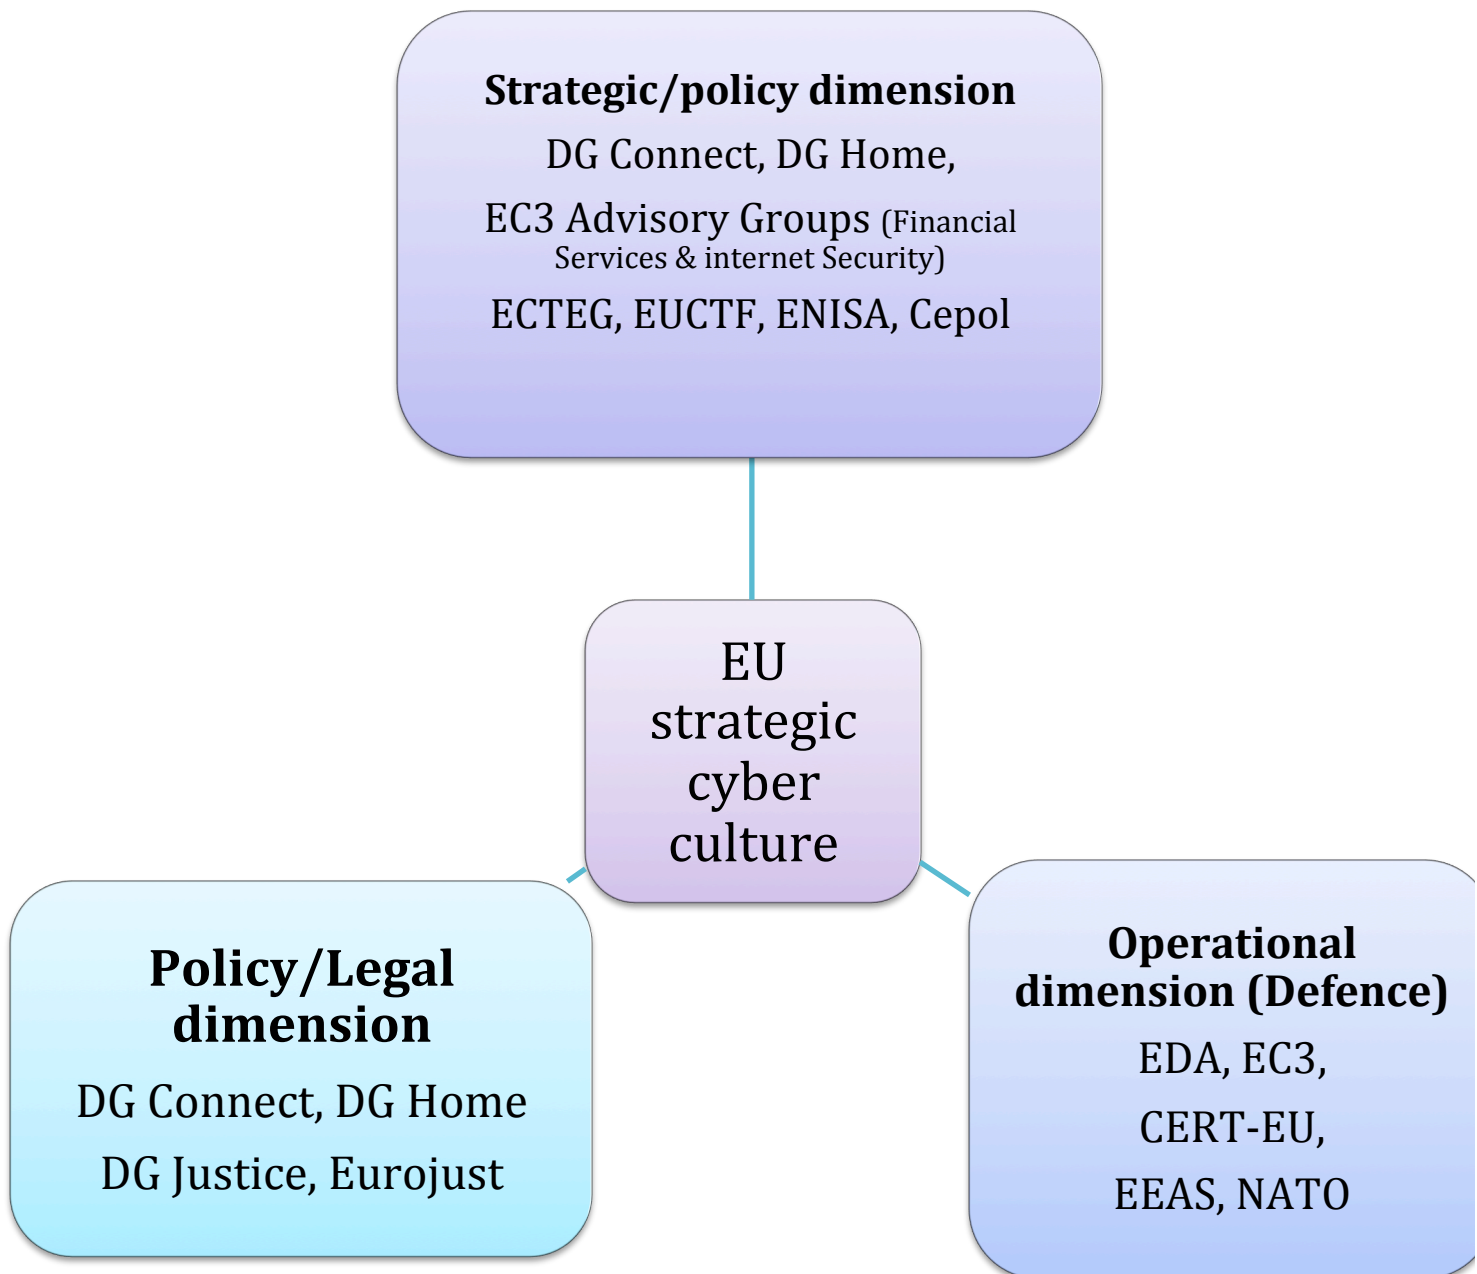 Strategic/policy dimension
DG Connect, DG Home,
EC3 Advisory Groups (Financial
Services & internet Security)
ECTEG, EUCTF, ENISA, Cepol
EU
strategic
cyber
culture
Policy/Legal
dimension
DG Connect, DG Home
DG Justice, Eurojust
Operational
dimension (Defence)
EDA, EC3,
CERT-EU,
EEAS, NATO